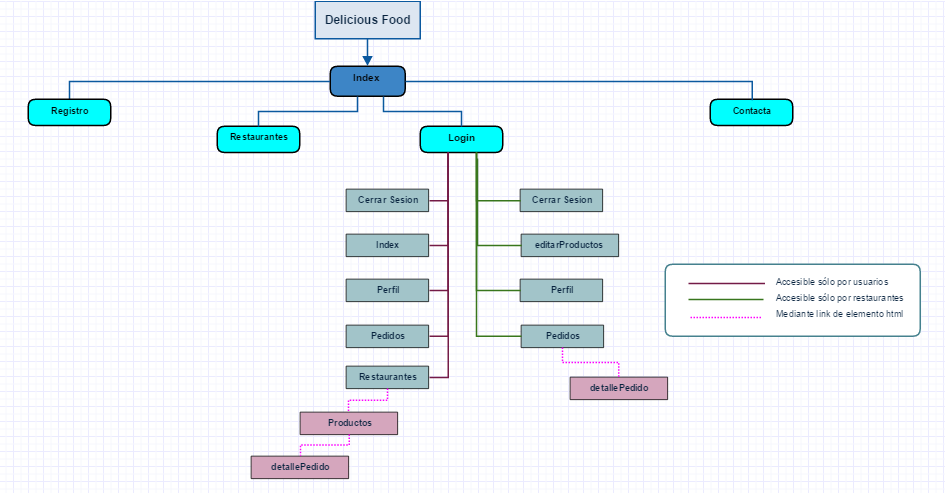 Delicious Food
Index
Registro
Restaurantes
Login
Contacta
Cerrar Sesion
Cerrar Sesion
Index
editarProductos
Perfil
Perfil
Pedidos
Pedidos
Restaurantes
detallePedido
Productos
detallePedido
Accesible sólo por usuarios
Accesible sólo por restaurantes
Mediante link de elemento html